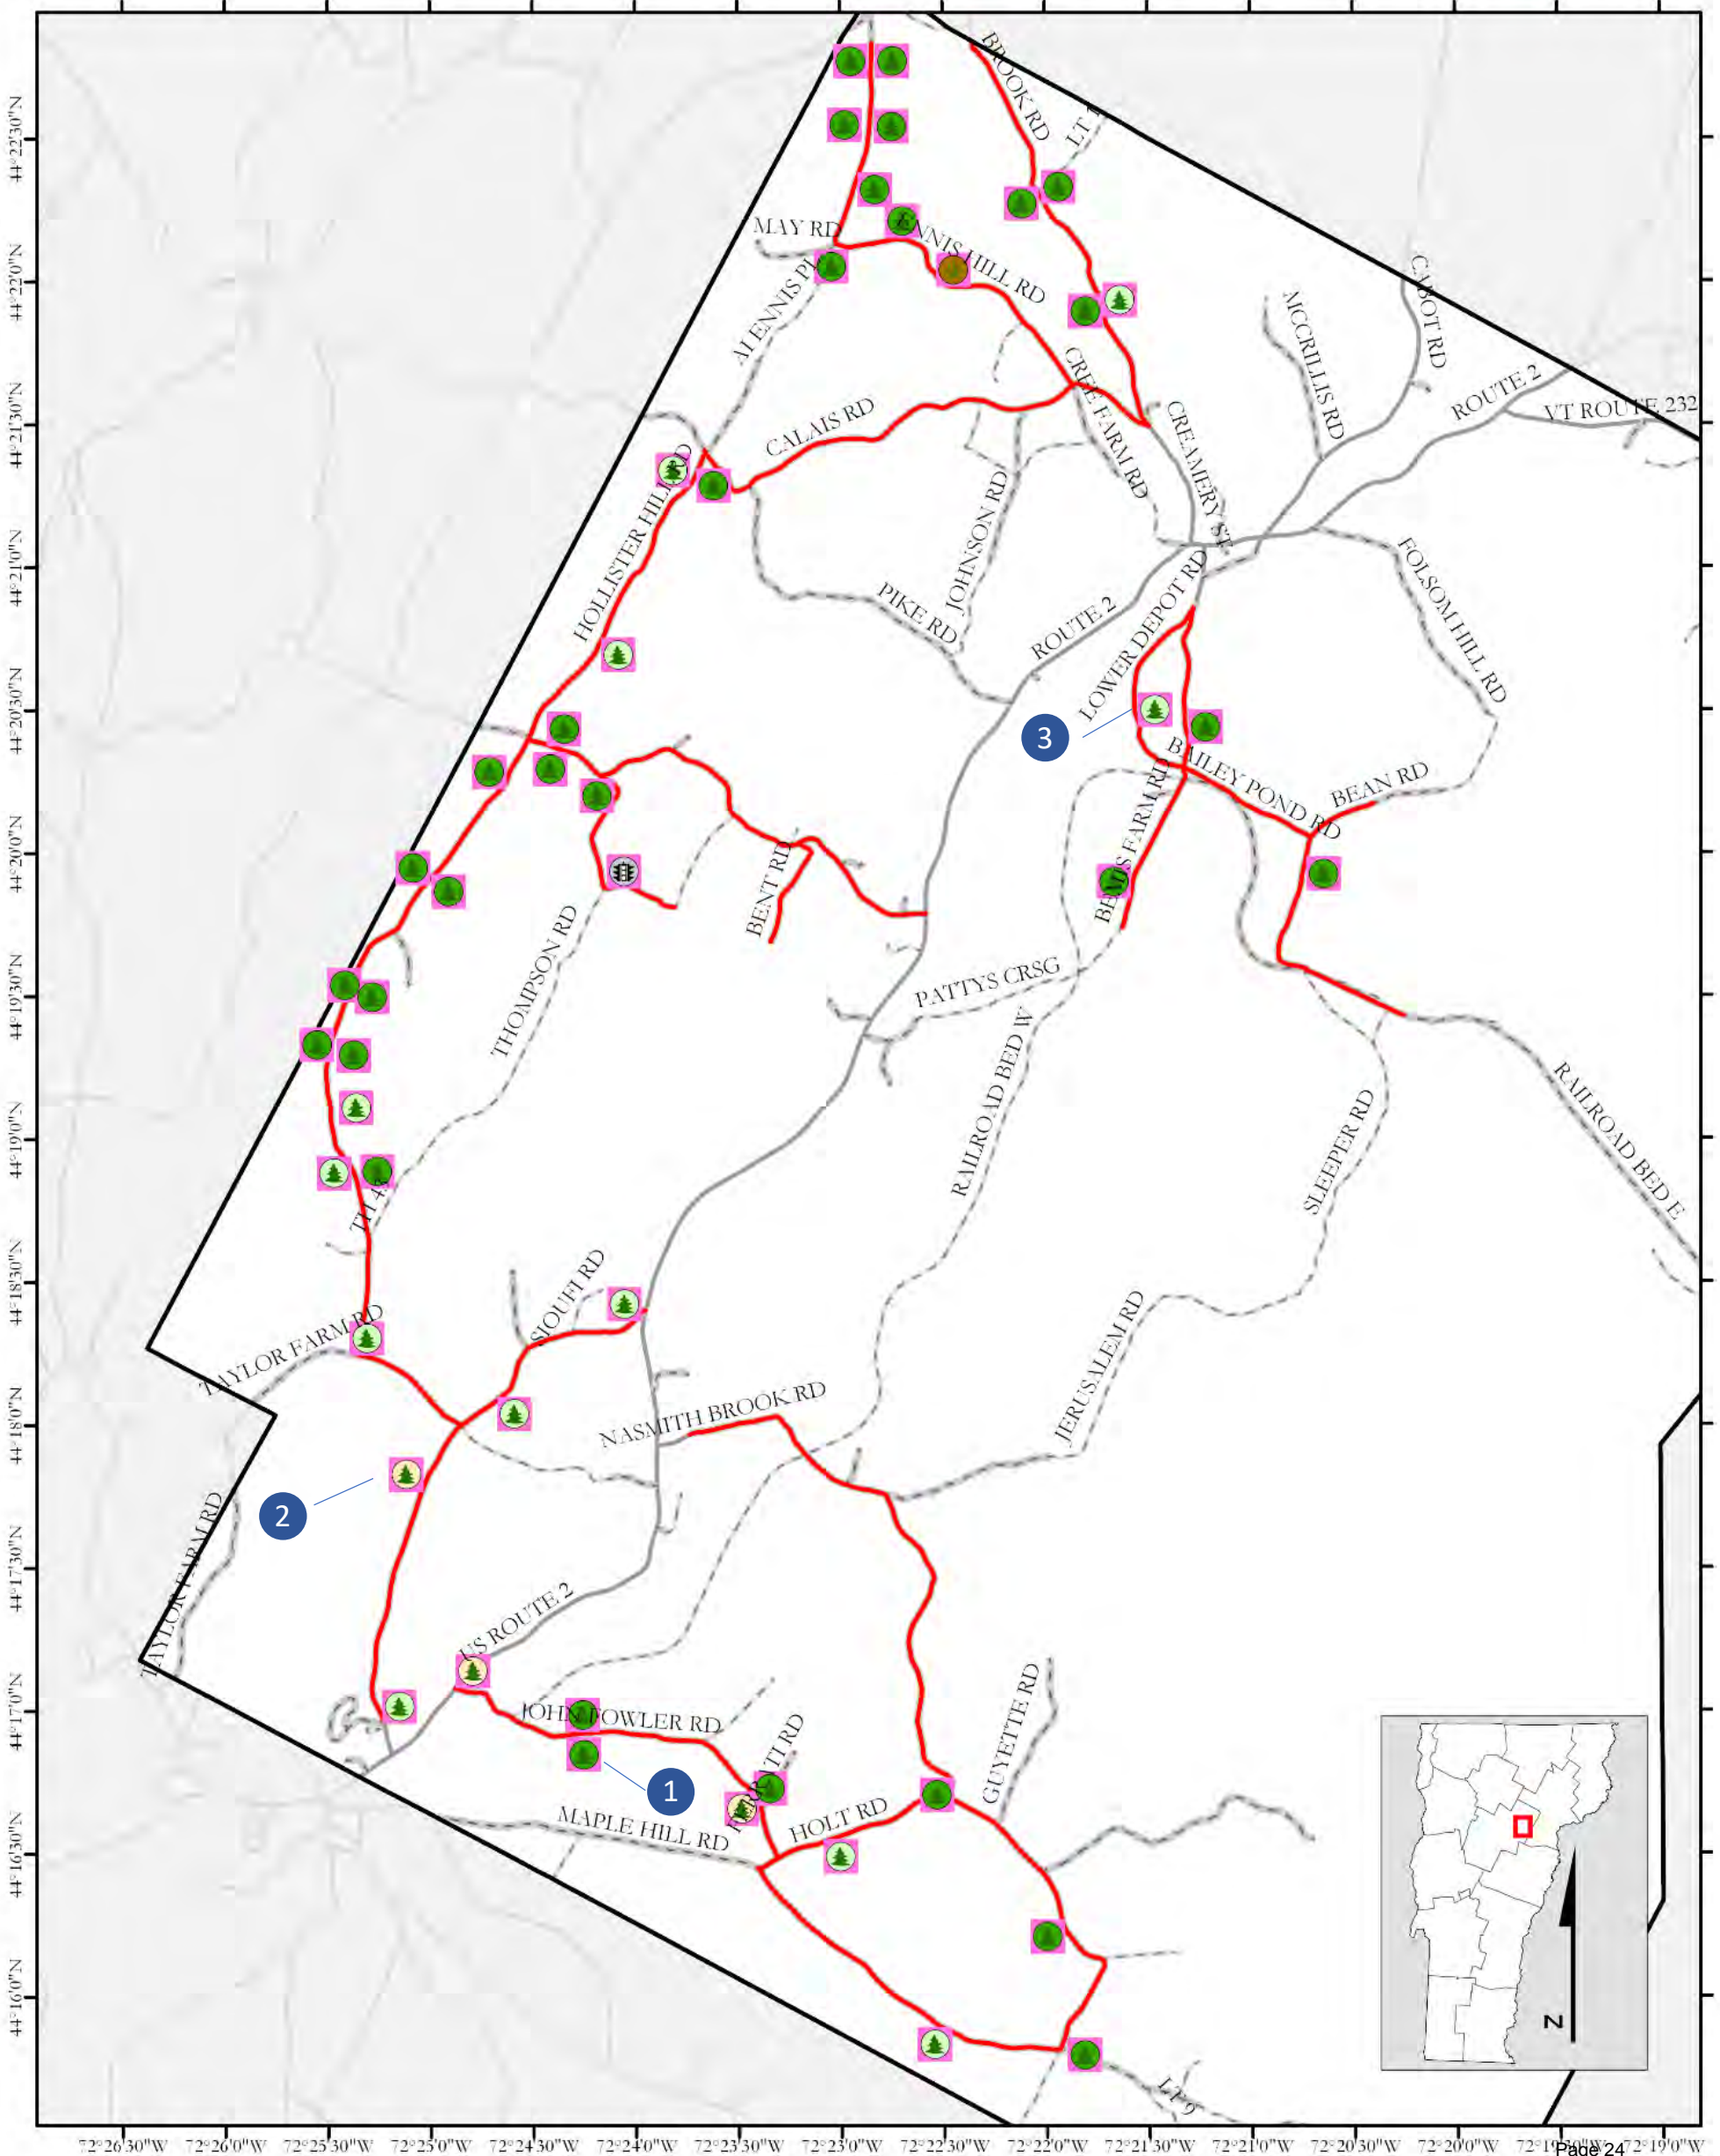 BROOK RD
44°22'30"N
MAY RD
HILL RD
44°22'0"N
CABOT RD
MCCRILLIS RD
CREE FARM RD
ROUTE 2
VT ROUTE 232
44°21'30"N
CALAIS RD
CREAMERY ST
HOLLISTER HILL RD
JOHNSON RD
44°21'0"N
FOLSOM HILL RD
PIKE RD
ROUTE 2
LOWER DEPOT RD
44°20'30"N
3
BAILEY POND RD
BEAN RD
BEMIS FARM RD
44°20'0"N
BENT RD
THOMPSON RD
PATTYS CRSG
44°19'30"N
RAILROAD BED W
44°19'0"N
RAILROAD BED E
SLEEPER RD
44°18'30"N
SIOUFI RD
TAYLOR FARM RD
JERUSALEM RD
44°18'0"N
NASMITH BROOK RD
2
TAYLOR FARM RD
44°17'30"N
US ROUTE 2
44°17'0"N
JOHN FOWLER RD
GUYETTE RD
1
MAPLE HILL RD
HOLT RD
44°16'30"N
44°16'0"N
N
LT 9
72°26'30"W 72°26'0"W 72°25'30"W 72°25'0"W 72°24'30"W 72°24'0"W 72°23'30"W 72°23'0"W 72°22'30"W 72°22'0"W 72°21'30"W 72°21'0"W 72°20'30"W 72°20'0"W 72°19'30"W 72°19'0"W
Page 24